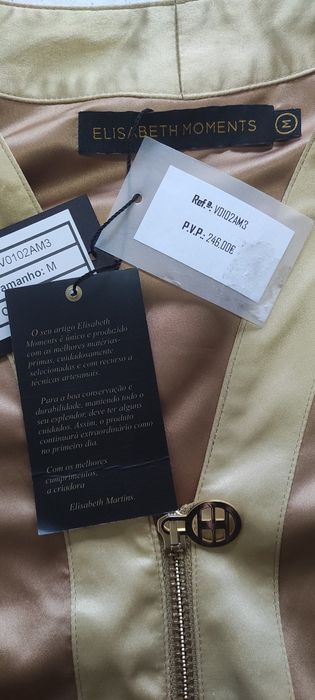 ELISABETH MOMENTS
M
Ref.ª: V0102AM3
P.V.P.: 246.00€
V0102AM3
Tamanho: M
O seu artigo Elisabeth
Moments é único e produzido
com as melhores matérias-
primas, cuidadosamente
selecionadas e com recurso a
técnicas artesanais.
Para a boa conservação e
durabilidade, mantendo todo o
seu esplendor, deve ter alguns
cuidados. Assim, o produto
continuará extraordinário como
no primeiro dia.
Com os melhores
cumprimentos,
a criadora
Elisabeth Martins.